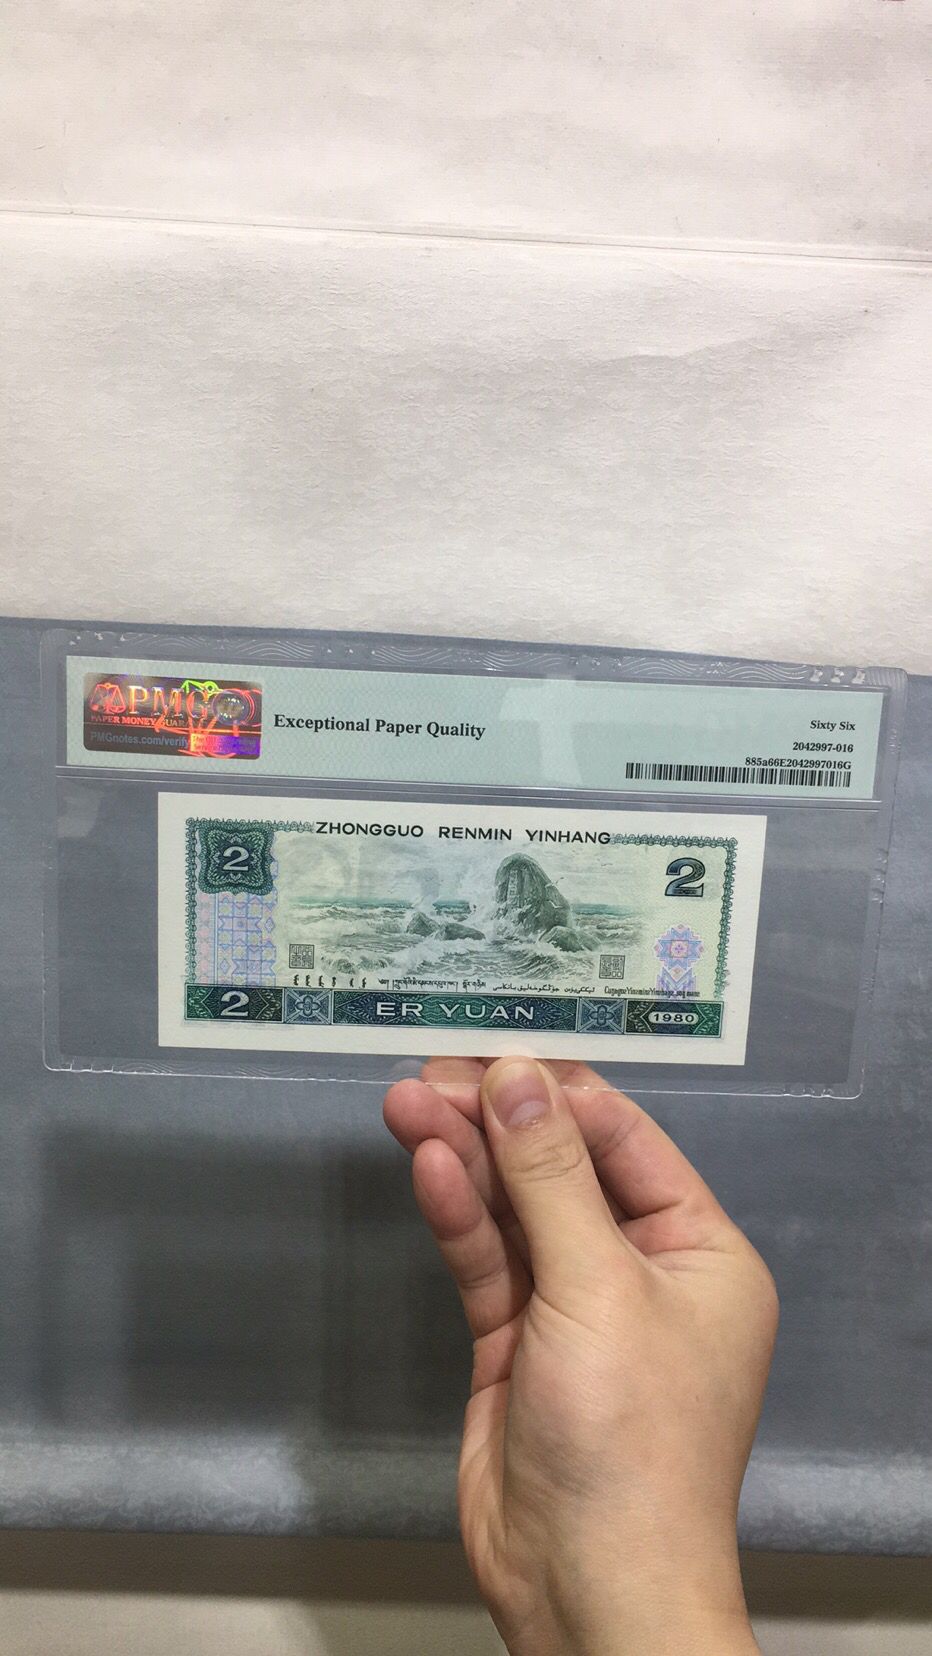 PMG
PAPER MONEY GUAR
PMGnotes.com/verify
Exceptional Paper Quality
Sixty Six
2042997-016
885a66E2042997016G
ZHONGGUO RENMIN YINHANG
2
2
2
ER YUAN
1980